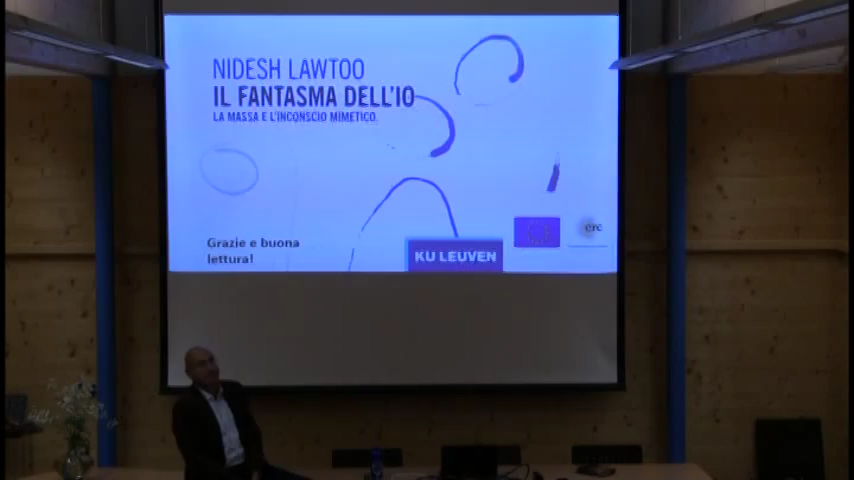 NIDESH LAWTOO
IL FANTASMA DELL'IO
LA MASSA E L'INCONSCIO MIMETICO.
Grazie e buona
lettura!
KU LEUVEN
erc